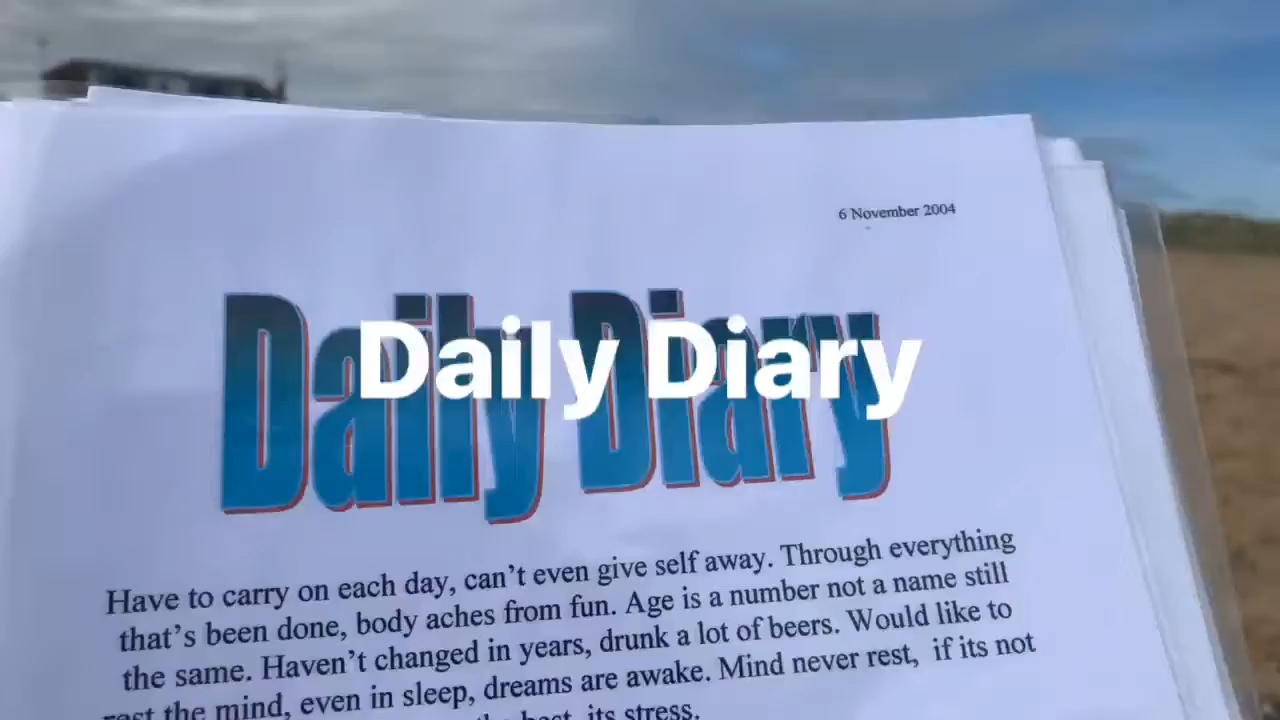 6 November 2004
Daily Diary
Daily Diary
Have to carry on each day, can't even give self away. Through everything
that's been done, body aches from fun. Age is a number not a name still
the same. Haven't changed in years, drunk a lot of beers. Would like to
rest the mind, even in sleep, dreams are awake. Mind never rest, if its not
the best, its stress.